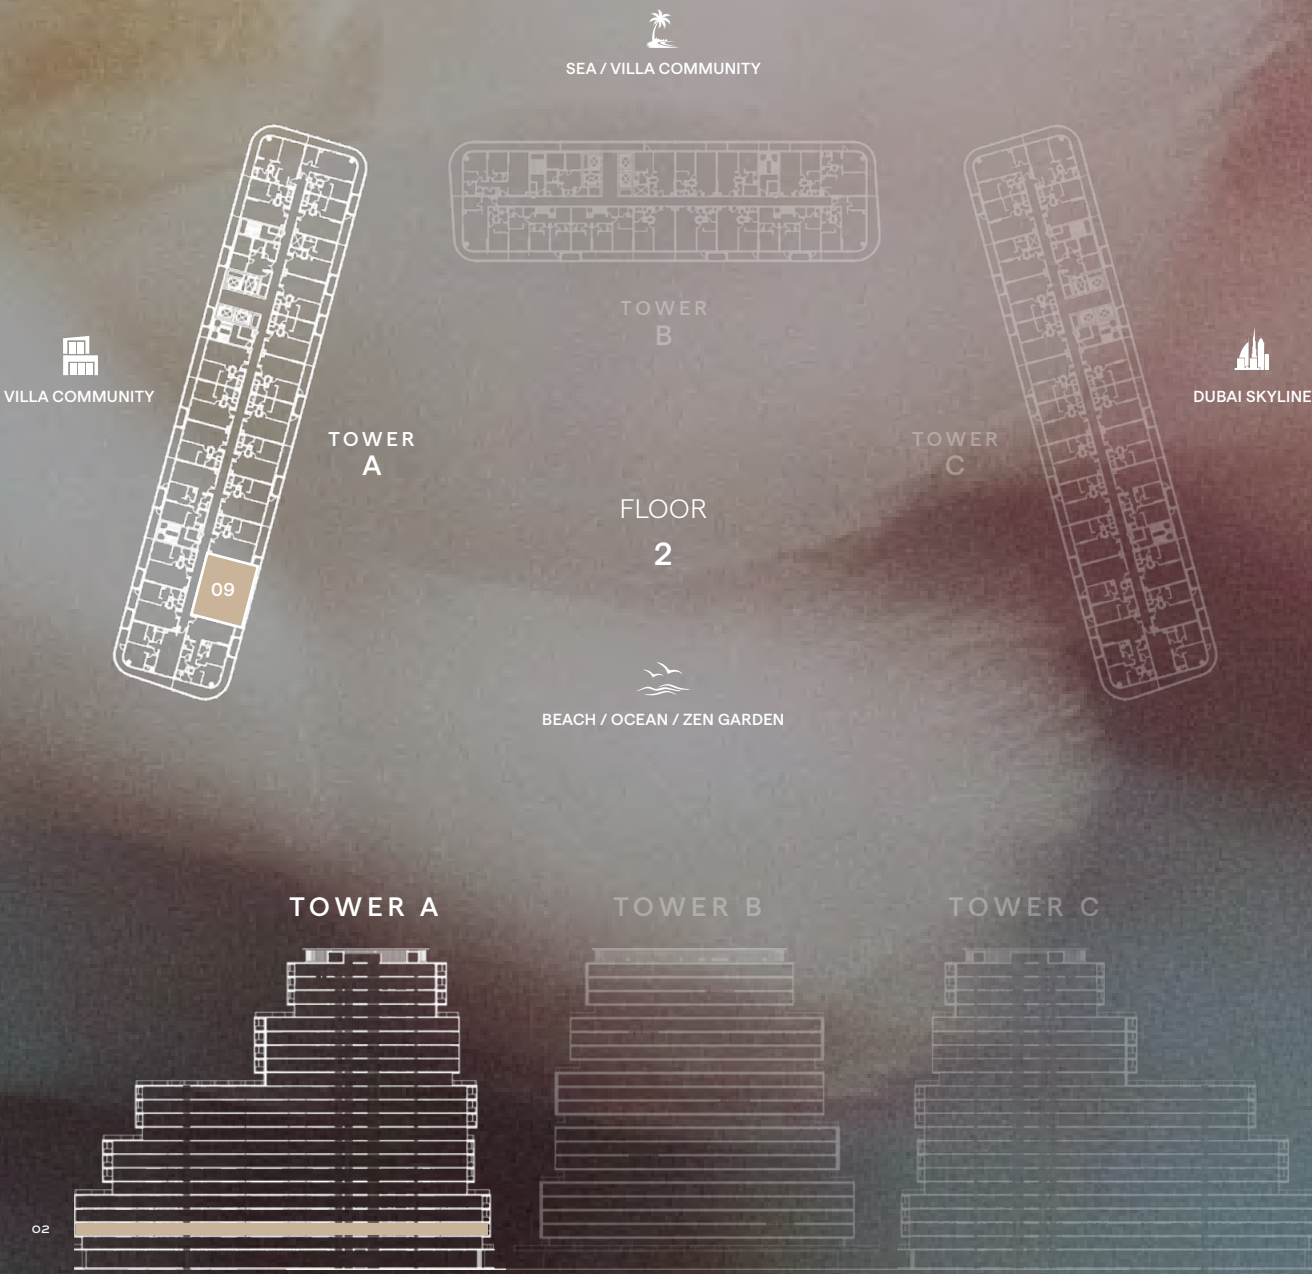 SEA / VILLA COMMUNITY
TOWER
B
VILLA COMMUNITY
DUBAI SKYLINE
TOWER
A
TOWER
C
FLOOR
2
09
BEACH / OCEAN / ZEN GARDEN
TOWER A
TOWER B
TOWER C
02